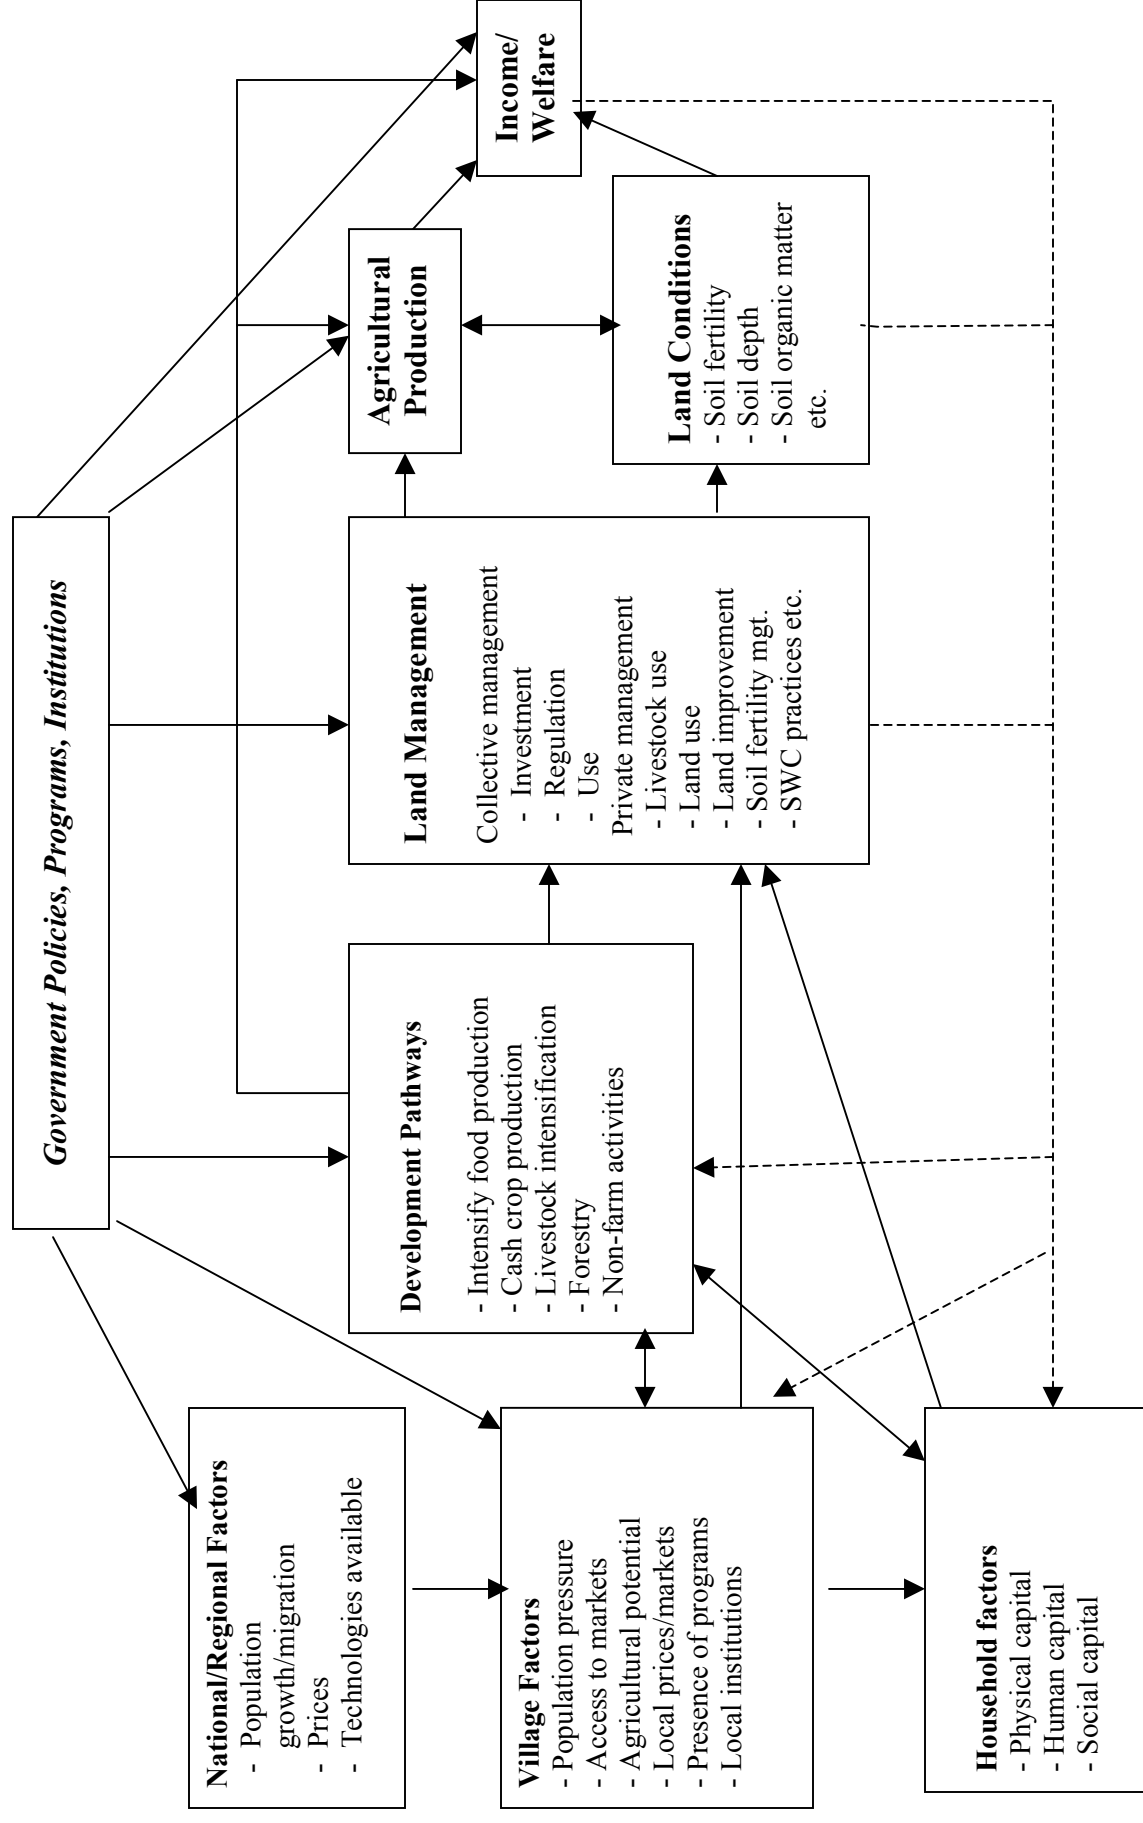 Government Policies, Programs, Institutions
National/Regional Factors
- Population
growth/migration
- Prices
- Technologies available
Village Factors
- Population pressure
- Access to markets
- Agricultural potential
- Local prices/markets
- Presence of programs
- Local institutions
Household factors
- Physical capital
- Human capital
- Social capital
Development Pathways
- Intensify food production
- Cash crop production
- Livestock intensification
- Forestry
- Non-farm activities
Land Management
Collective management
- Investment
- Regulation
- Use
Private management
- Livestock use
- Land use
- Land improvement
- Soil fertility mgt.
- SWC practices etc.
Agricultural
Production
Land Conditions
- Soil fertility
- Soil depth
- Soil organic matter
etc.
Income/
Welfare